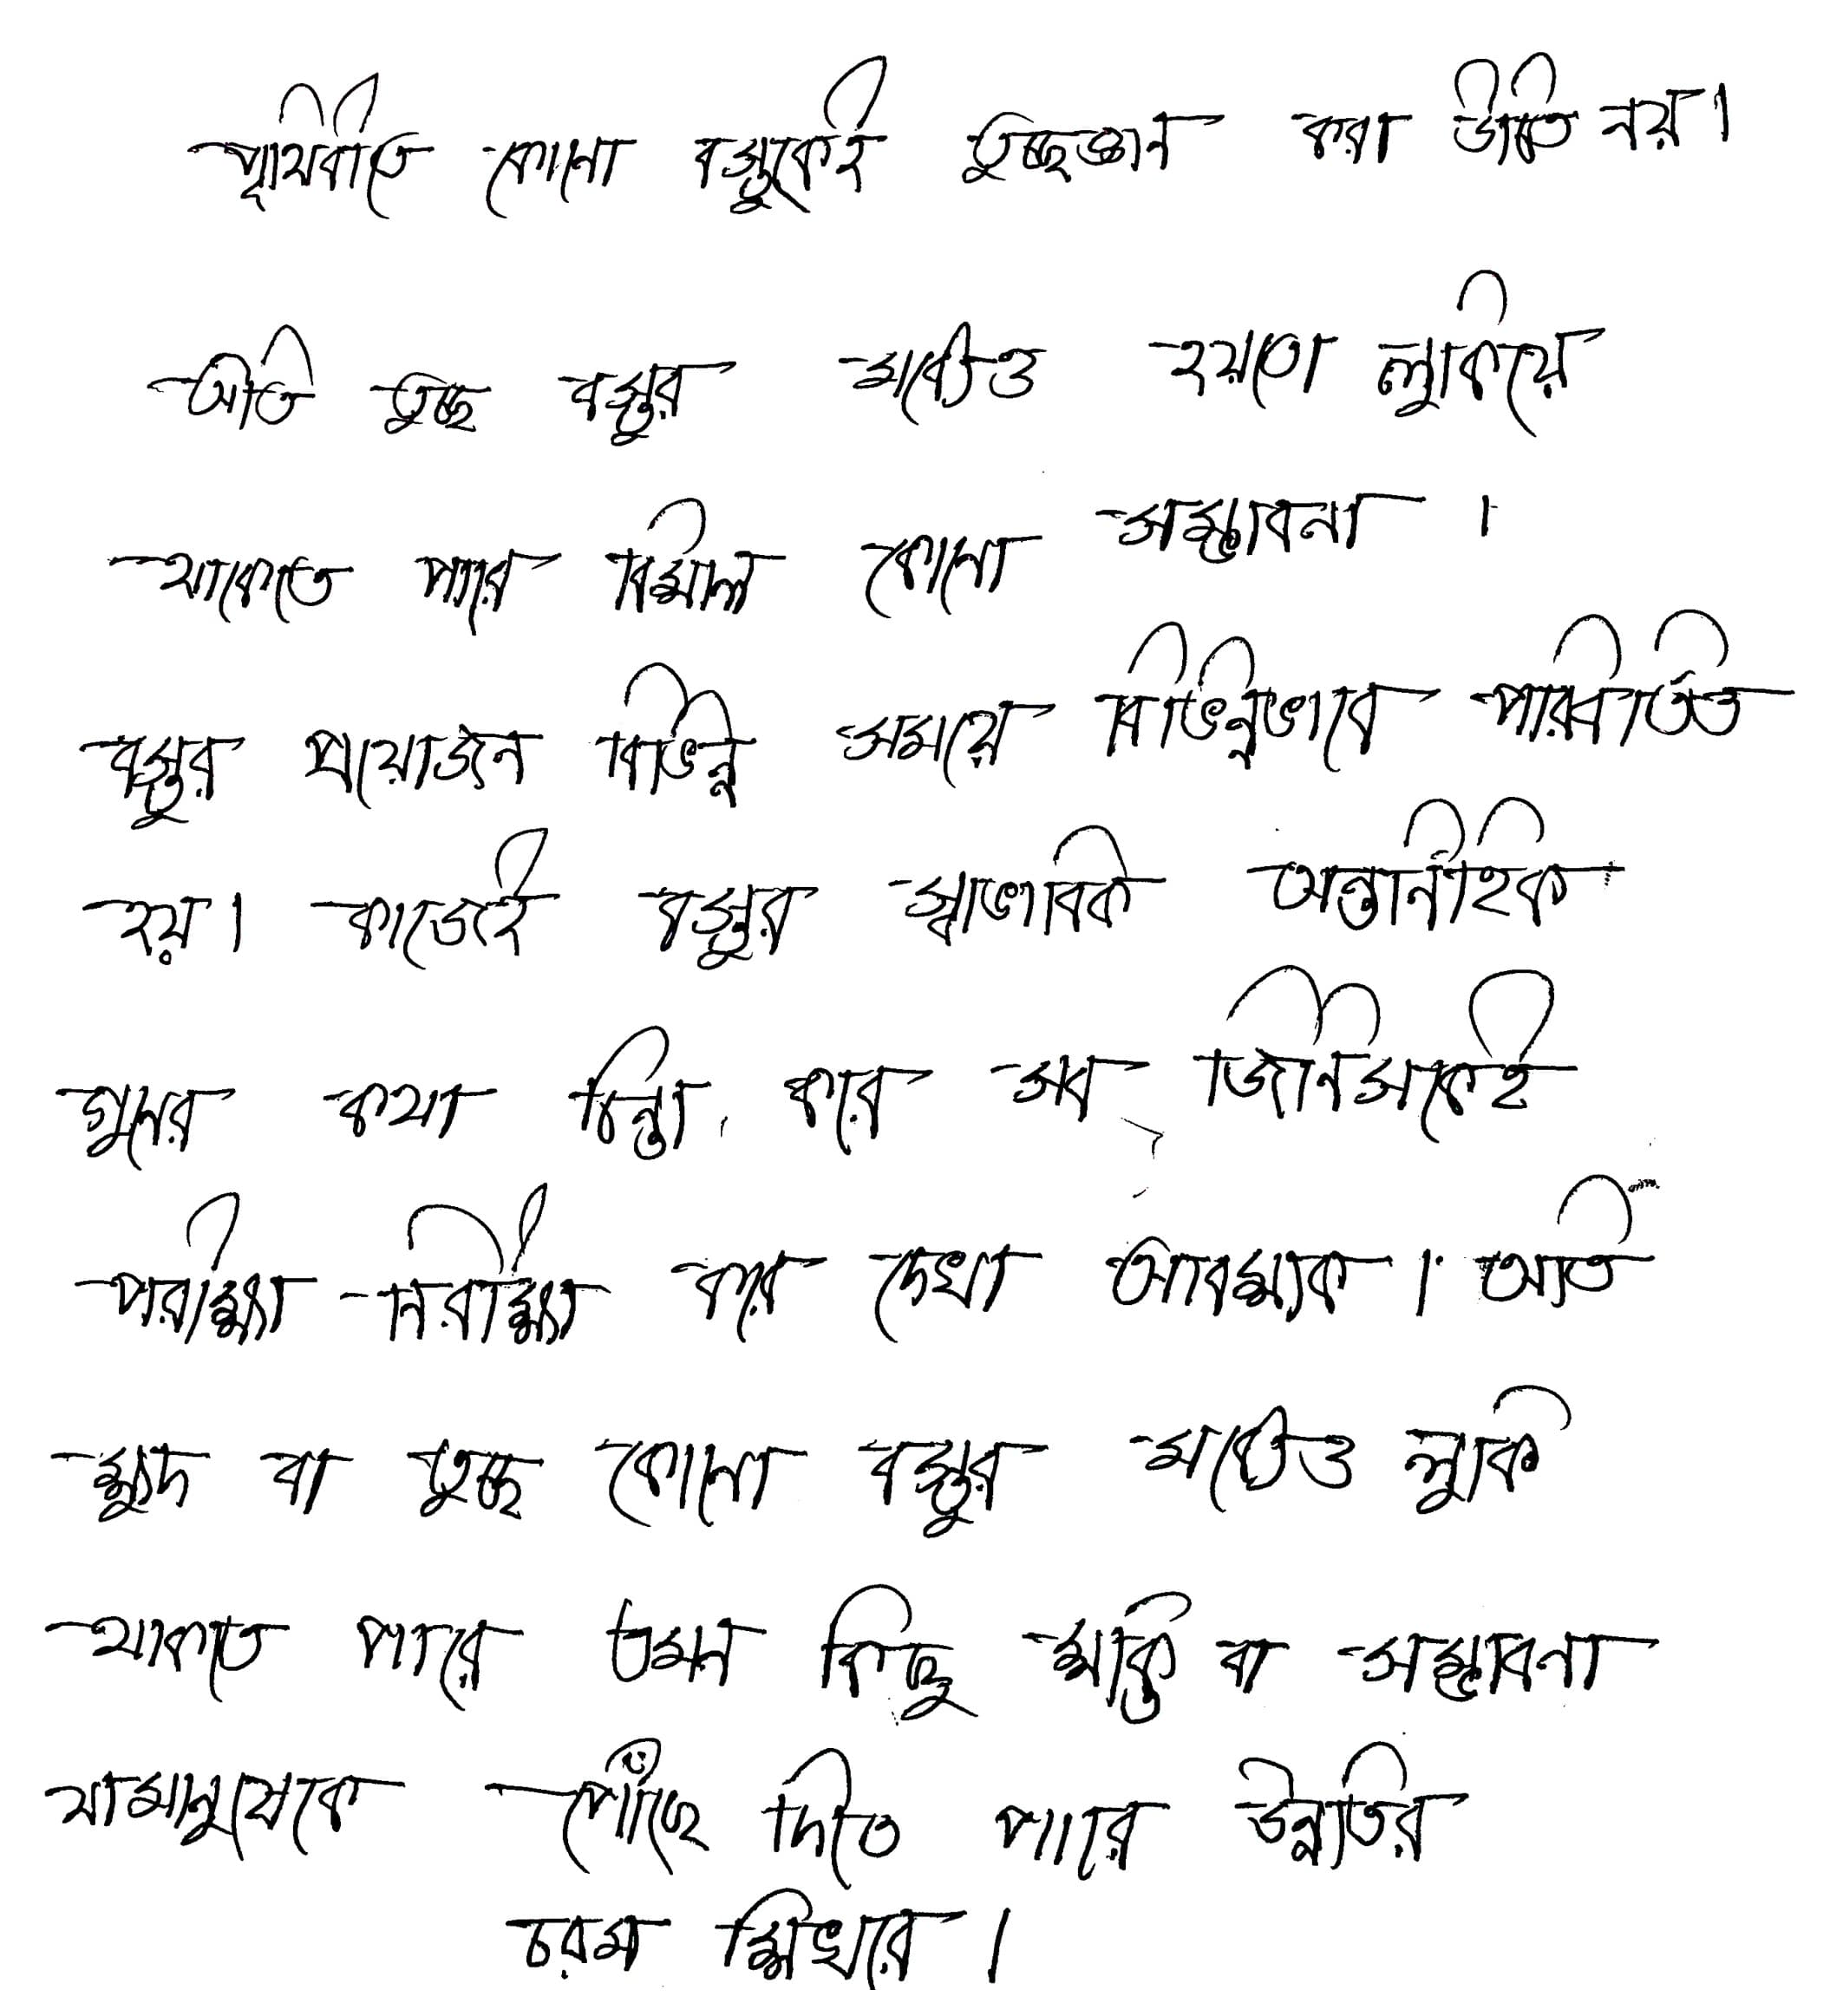 পৃথিবীতে কোনো বস্তুকেই তুচ্ছজ্ঞান করা উচিত নয়।
অতি তুচ্ছ বস্তুর মধ্যেও হয়তো লুকিয়ে
থাকতে পারে বিশাল কোনো সম্ভাবনা ।
বস্তুর প্রয়োজন বিভিন্ন সময়ে বিভিন্নভাবে পরিবর্তিত
হয়। কাজেই বস্তুর স্বাভাবিক অন্তর্নিহিক
গুনের কথা চিন্তা করে সব জিনিসকেই
পরীক্ষা -নিরীক্ষা করে দেখা আবশ্যক । অতি
ক্ষুদ্র বা তুচ্ছ কোনো বস্তুর মধ্যেও লুকি
থাকতে পারে এমন কিছু শক্তি বা সম্ভাবনা
যা মানুষকে পৌঁছে দিতে পারে উন্নতির
চরম শিখরে ।